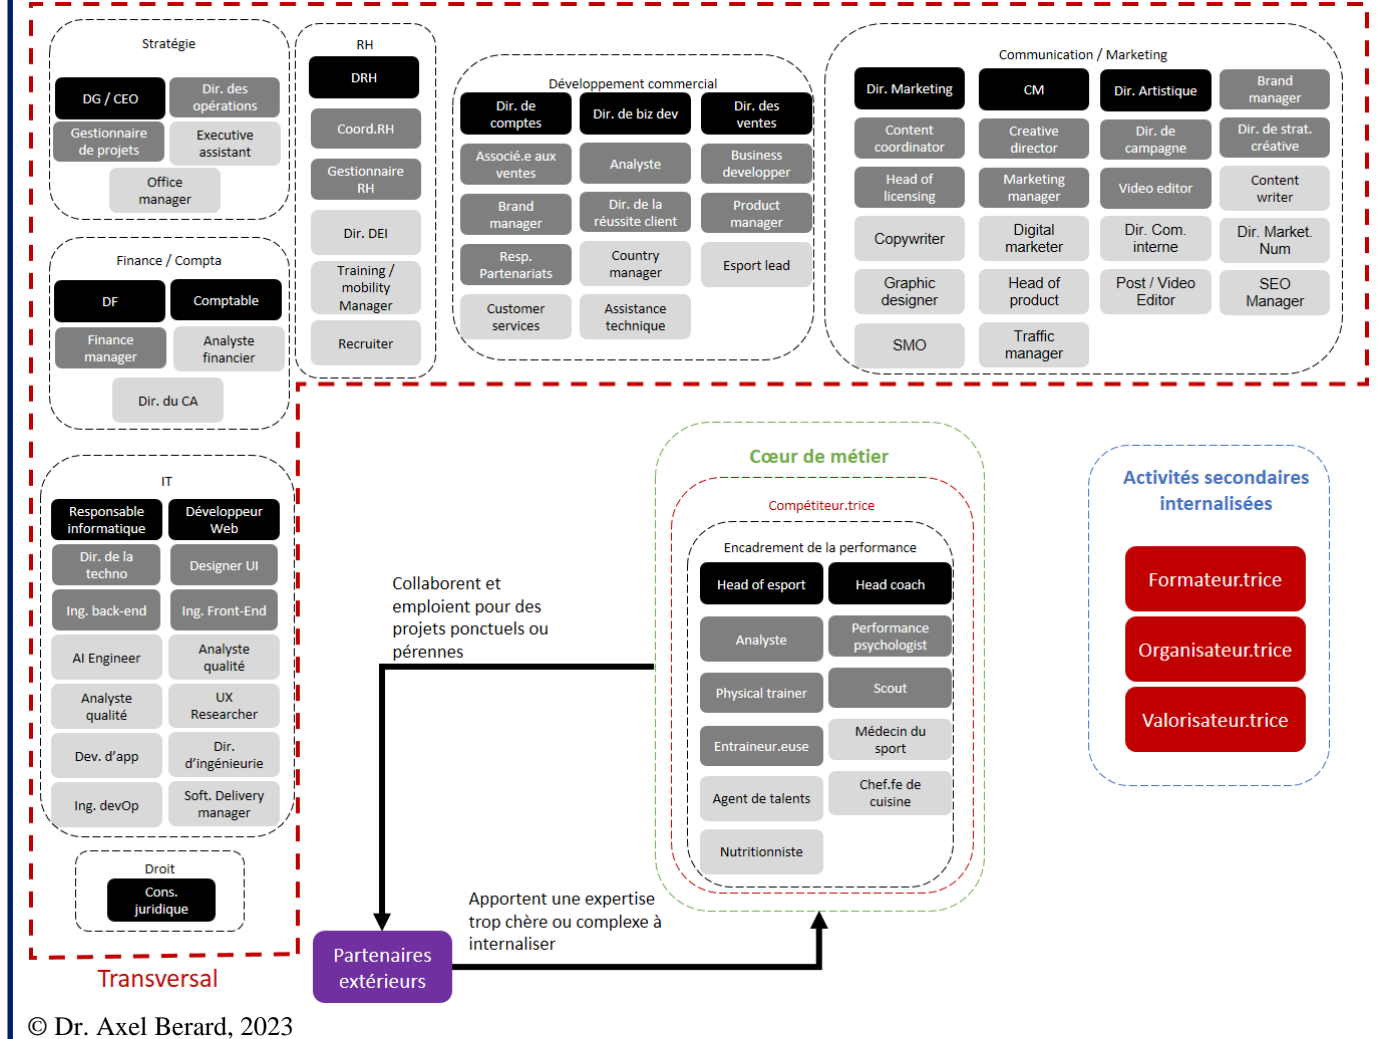 Stratégie
DG / CEO
Dir. des
opérations
Gestionnaire
de projets
Executive
assistant
Office
manager
Finance / Compta
DF
Comptable
Finance
manager
Analyste
financier
Dir. du CA
RH
DRH
Coord.RH
Gestionnaire
RH
Dir. DEI
Training /
mobility
Manager
Recruiter
Développement commercial
Dir. de
comptes
Dir. de biz dev
Dir. des
ventes
Associé.e aux
ventes
Analyste
Business
developper
Brand
manager
Dir. de la
réussite client
Product
manager
Resp.
Partenariats
Country
manager
Esport lead
Customer
services
Assistance
technique
Communication / Marketing
Dir. Marketing
CM
Dir. Artistique
Brand
manager
Content
coordinator
Creative
director
Dir. de
campagne
Dir. de strat.
créative
Head of
licensing
Marketing
manager
Video editor
Content
writer
Copywriter
Digital
marketer
Dir. Com.
interne
Dir. Market.
Num
Graphic
designer
Head of
product
Post / Video
Editor
SEO
Manager
SMO
Traffic
manager
IT
Responsable
informatique
Développeur
Web
Dir. de la
techno
Designer UI
Ing. back-end
Ing. Front-End
AI Engineer
Analyste
qualité
Analyste
qualité
UX
Researcher
Dev. d'app
Dir.
d'ingénieurie
Ing. devOp
Soft. Delivery
manager
Droit
Cons.
juridique
Transversal
Collaborent et
emploient pour des
projets ponctuels ou
pérennes
Cœur de métier
Compétiteur.trice
Encadrement de la performance
Head of esport
Head coach
Analyste
Performance
psychologist
Physical trainer
Scout
Entraineur.euse
Médecin du
sport
Agent de talents
Chef.fe de
cuisine
Nutritionniste
Activités secondaires
internalisées
Formateur.trice
Organisateur.trice
Valorisateur.trice
Apportent une expertise
trop chère ou complexe à
internaliser
Partenaires
extérieurs
© Dr. Axel Berard, 2023